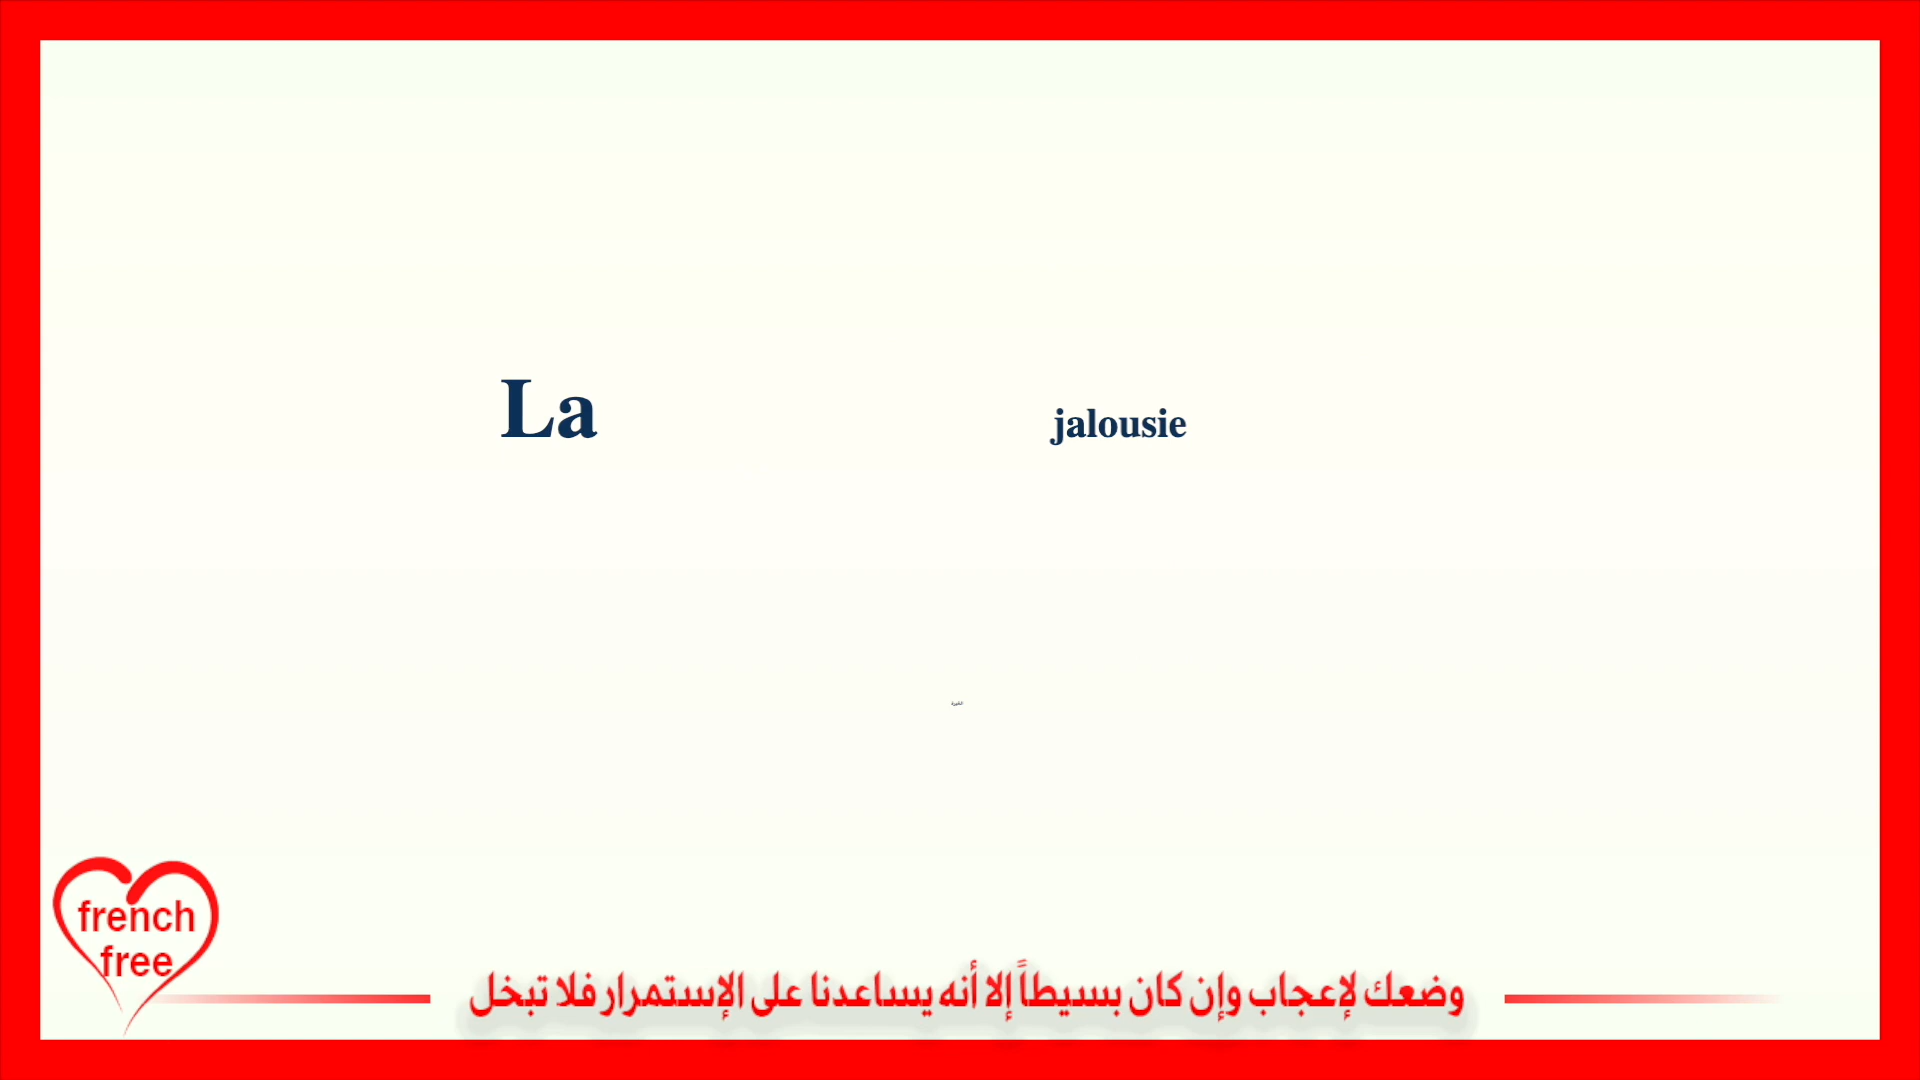 La jalousie
french
free
وضعك لإعجاب وإن كان بسيطاً إلا أنه يساعدنا على الإستمرار فلا تبخل